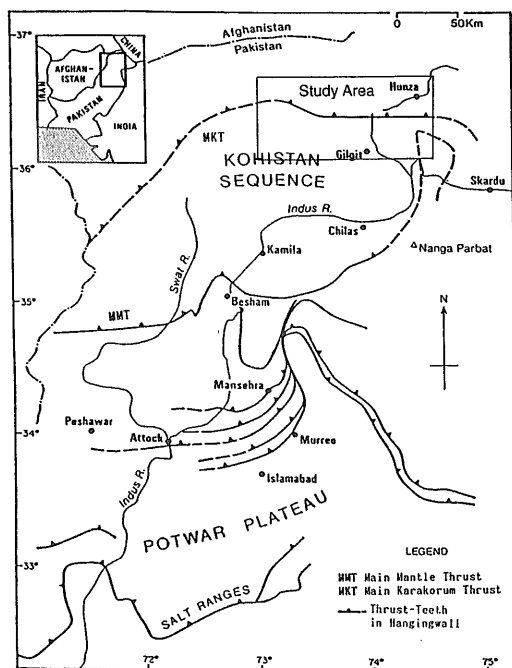 0 50Km
37°
Afghanistan
Pakistan
CHINA
AFGHAN-
ISTAN
IRAN
PAKISTAN
INDIA
Study Area
Hunza
MKT
KOHISTAN
SEQUENCE
Gilgit
36°
Skardu
Indus R.
Chilas
Kamila
Nanga Parbat
Swat R.
35°
MMT
Besham
N
Mansehra
Peshawar
34°
Attock
Murree
Islamabad
Indus R.
POTWAR PLATEAU
LEGEND
33°
MMT Main Mantle Thrust
MKT Main Karakorum Thrust
Thrust-Teeth
in Hangingwall
SALT RANGES
72° 73° 74° 75°